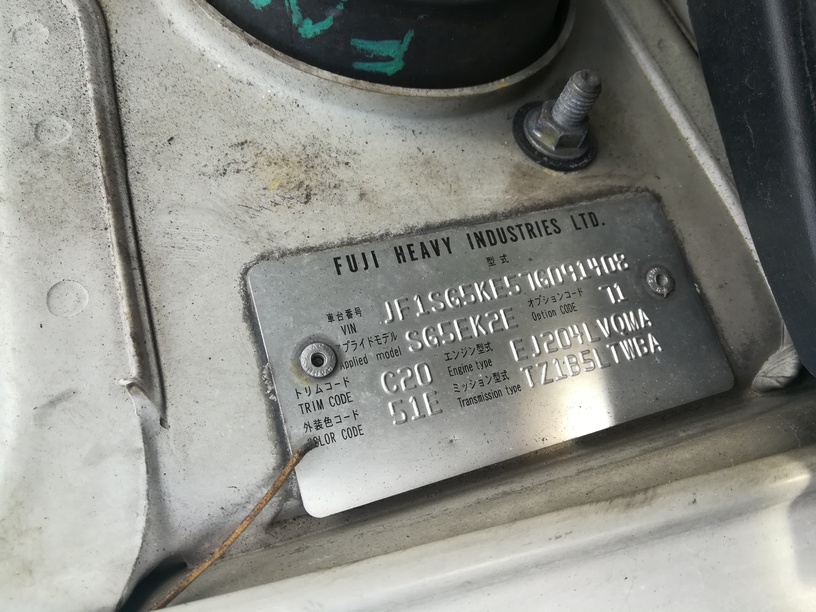 FUJI HEAVY INDUSTRIES LTD.
型式
車台番号 VIN JF1SG5KE57G091408
プライドモデル Applied model SG5EK2E オプションコード Option CODE 71
トリムコード TRIM CODE C20 エンジン型式 Engine type EJ204LVQMA
外装色コード COLOR CODE 51E ミッション型式 Transmission type TZ1B5LTWBA